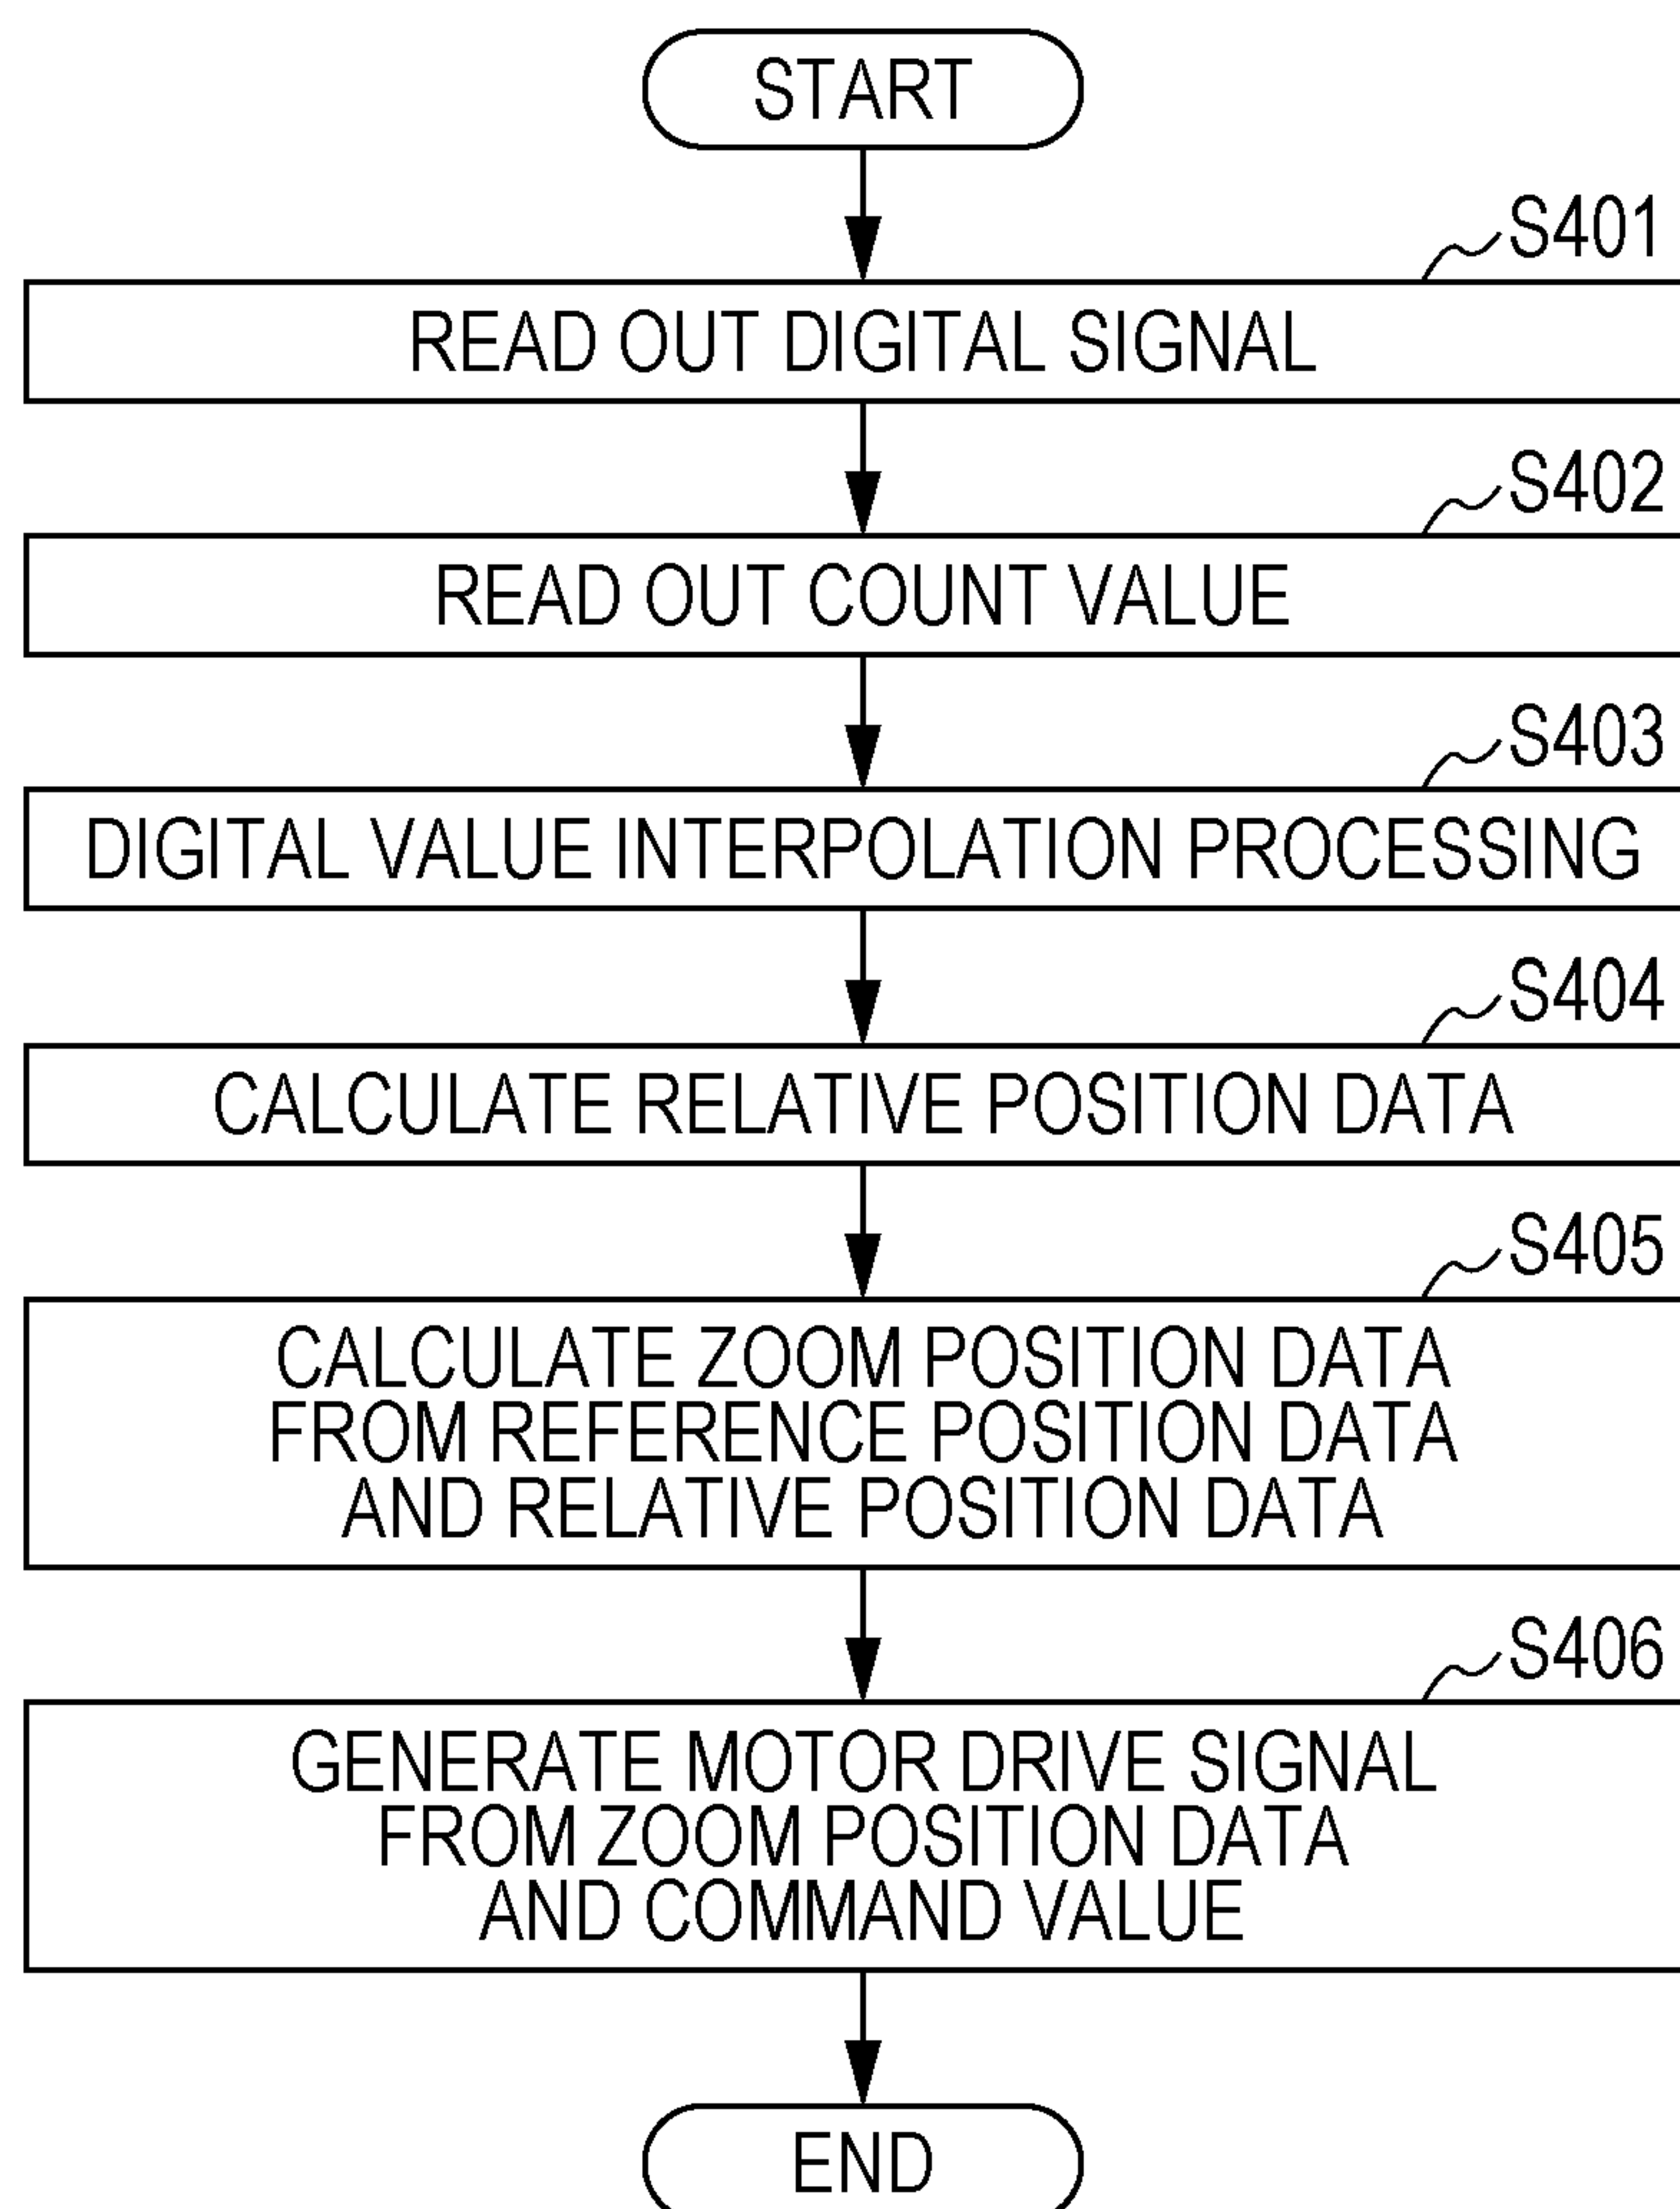 START
S401
READ OUT DIGITAL SIGNAL
S402
READ OUT COUNT VALUE
S403
DIGITAL VALUE INTERPOLATION PROCESSING
S404
CALCULATE RELATIVE POSITION DATA
S405
CALCULATE ZOOM POSITION DATA
FROM REFERENCE POSITION DATA
AND RELATIVE POSITION DATA
S406
GENERATE MOTOR DRIVE SIGNAL
FROM ZOOM POSITION DATA
AND COMMAND VALUE
END